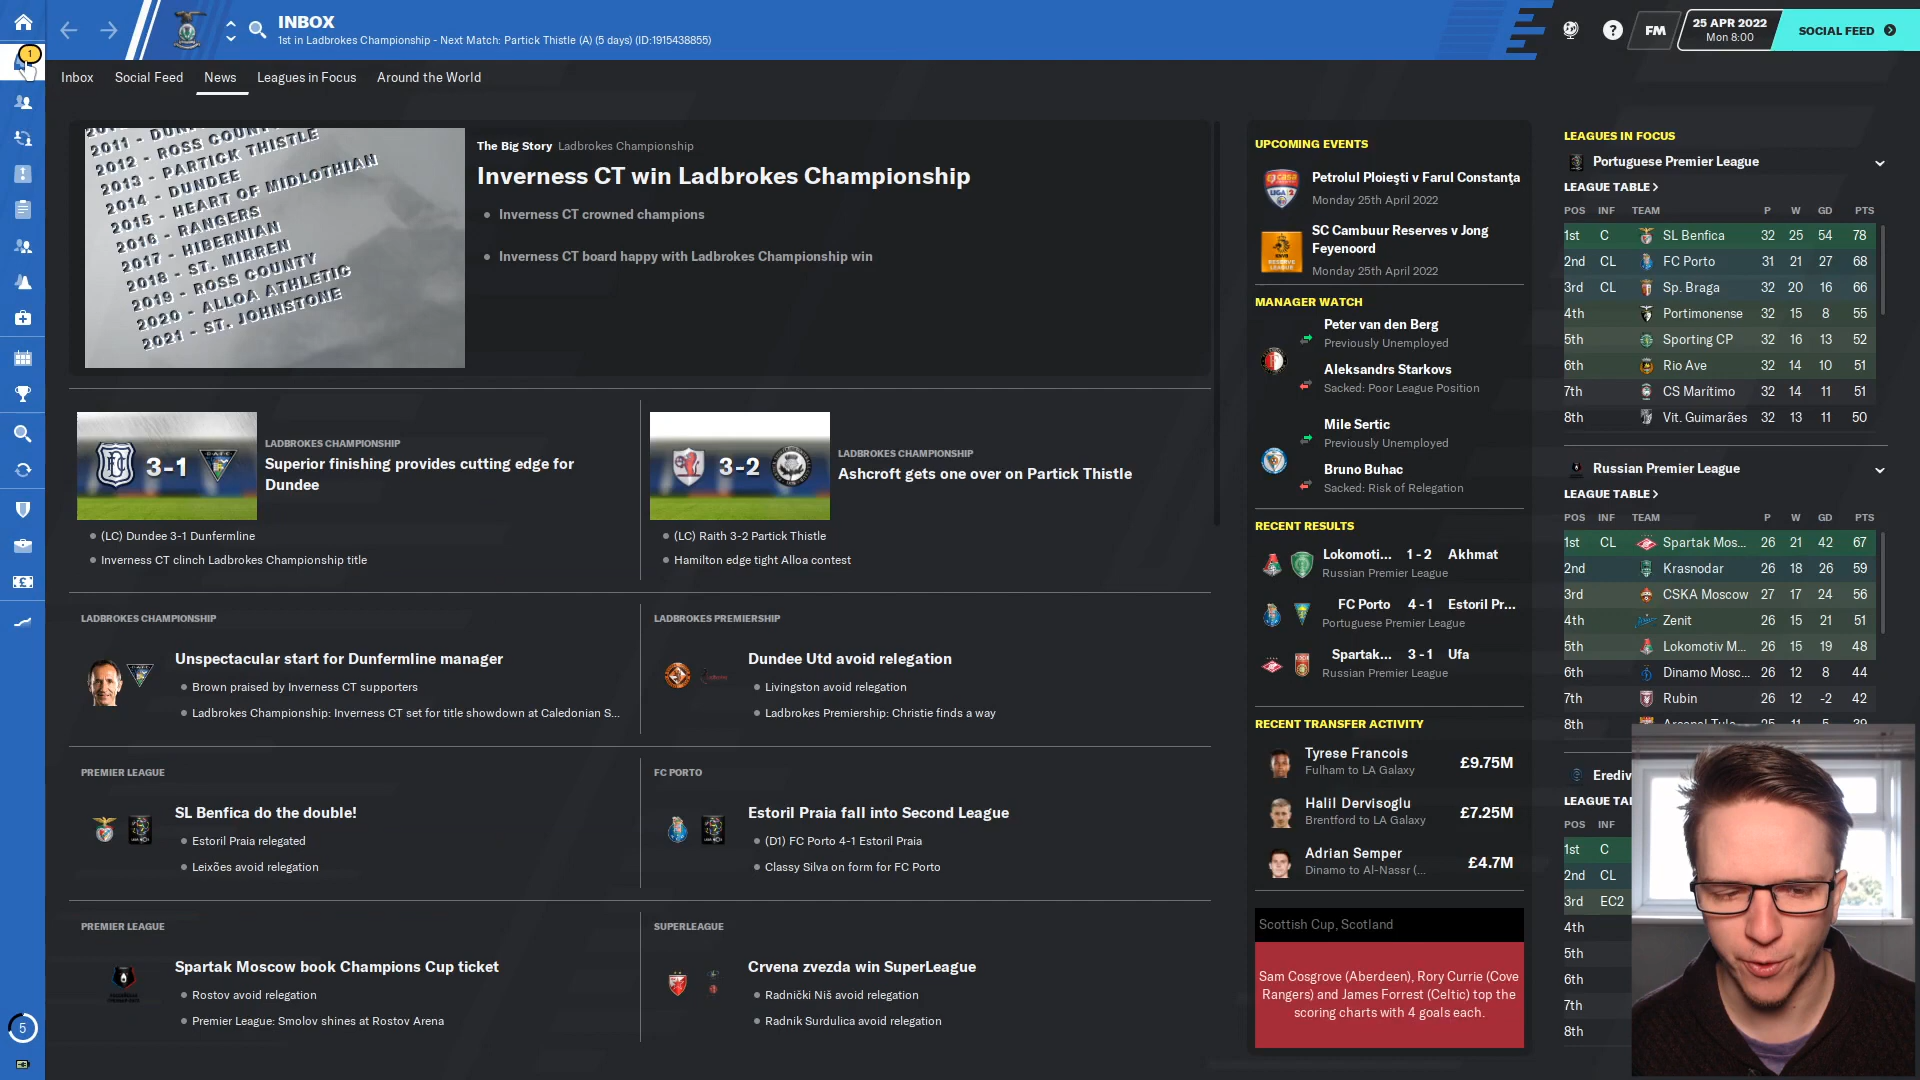 INBOX
1st in Ladbrokes Championship - Next Match: Partick Thistle (A) (5 days) (ID:1915438855)
FM
25 APR 2022
Mon 8:00
SOCIAL FEED
1
Inbox
Social Feed
News
Leagues in Focus
Around the World
2012 - ROSS COUNTY
2013 - PARTICK THISTLE
2014 - DUNDEE
2015 - HEART OF MIDLOTHIAN
2016 - RANGERS
2017 - HIBERNIAN
2018 - ST. MIRREN
2019 - ROSS COUNTY
2020 - ALLOA ATHLETIC
2021 - ST. JOHNSTONE
The Big Story Ladbrokes Championship
Inverness CT win Ladbrokes Championship
Inverness CT crowned champions
Inverness CT board happy with Ladbrokes Championship win
3-1
LADBROKES CHAMPIONSHIP
Superior finishing provides cutting edge for
Dundee
(LC) Dundee 3-1 Dunfermline
Inverness CT clinch Ladbrokes Championship title
3-2
LADBROKES CHAMPIONSHIP
Ashcroft gets one over on Partick Thistle
(LC) Raith 3-2 Partick Thistle
Hamilton edge tight Alloa contest
LADBROKES CHAMPIONSHIP
Unspectacular start for Dunfermline manager
Brown praised by Inverness CT supporters
Ladbrokes Championship: Inverness CT set for title showdown at Caledonian S...
LADBROKES PREMIERSHIP
Dundee Utd avoid relegation
Livingston avoid relegation
Ladbrokes Premiership: Christie finds a way
PREMIER LEAGUE
SL Benfica do the double!
Estoril Praia relegated
Leixões avoid relegation
FC PORTO
Estoril Praia fall into Second League
(D1) FC Porto 4-1 Estoril Praia
Classy Silva on form for FC Porto
PREMIER LEAGUE
Spartak Moscow book Champions Cup ticket
Rostov avoid relegation
Premier League: Smolov shines at Rostov Arena
SUPERLEAGUE
Crvena zvezda win SuperLeague
Radnički Niš avoid relegation
Radnik Surdulica avoid relegation
5
UPCOMING EVENTS
Petrolul Ploieşti v Farul Constanţa
Monday 25th April 2022
SC Cambuur Reserves v Jong
Feyenoord
Monday 25th April 2022
MANAGER WATCH
Peter van den Berg
Previously Unemployed
Aleksandrs Starkovs
Sacked: Poor League Position
Mile Sertic
Previously Unemployed
Bruno Buhac
Sacked: Risk of Relegation
RECENT RESULTS
Lokomoti... 1 - 2 Akhmat
Russian Premier League
FC Porto 4 - 1 Estoril Pr...
Portuguese Premier League
Spartak... 3 - 1 Ufa
Russian Premier League
RECENT TRANSFER ACTIVITY
Tyrese Francois
Fulham to LA Galaxy
£9.75M
Halil Dervisoglu
Brentford to LA Galaxy
£7.25M
Adrian Semper
Dinamo to Al-Nassr (...
£4.7M
Scottish Cup, Scotland
Sam Cosgrove (Aberdeen), Rory Currie (Cove
Rangers) and James Forrest (Celtic) top the
scoring charts with 4 goals each.
LEAGUES IN FOCUS
Portuguese Premier League
LEAGUE TABLE >
POS INF TEAM P W GD PTS
1st C SL Benfica 32 25 54 78
2nd CL FC Porto 31 21 27 68
3rd CL Sp. Braga 32 20 16 66
4th Portimonense 32 15 8 55
5th Sporting CP 32 16 13 52
6th Rio Ave 32 14 10 51
7th CS Marítimo 32 14 11 51
8th Vit. Guimarães 32 13 11 50
Russian Premier League
LEAGUE TABLE >
POS INF TEAM P W GD PTS
1st CL Spartak Mos... 26 21 42 67
2nd Krasnodar 26 18 26 59
3rd CSKA Moscow 27 17 24 56
4th Zenit 26 15 21 51
5th Lokomotiv M... 26 15 19 48
6th Dinamo Mosc... 26 12 8 44
7th Rubin 26 12 -2 42
8th
POS INF
1st C
2nd CL
3rd EC2
4th
5th
6th
7th
8th